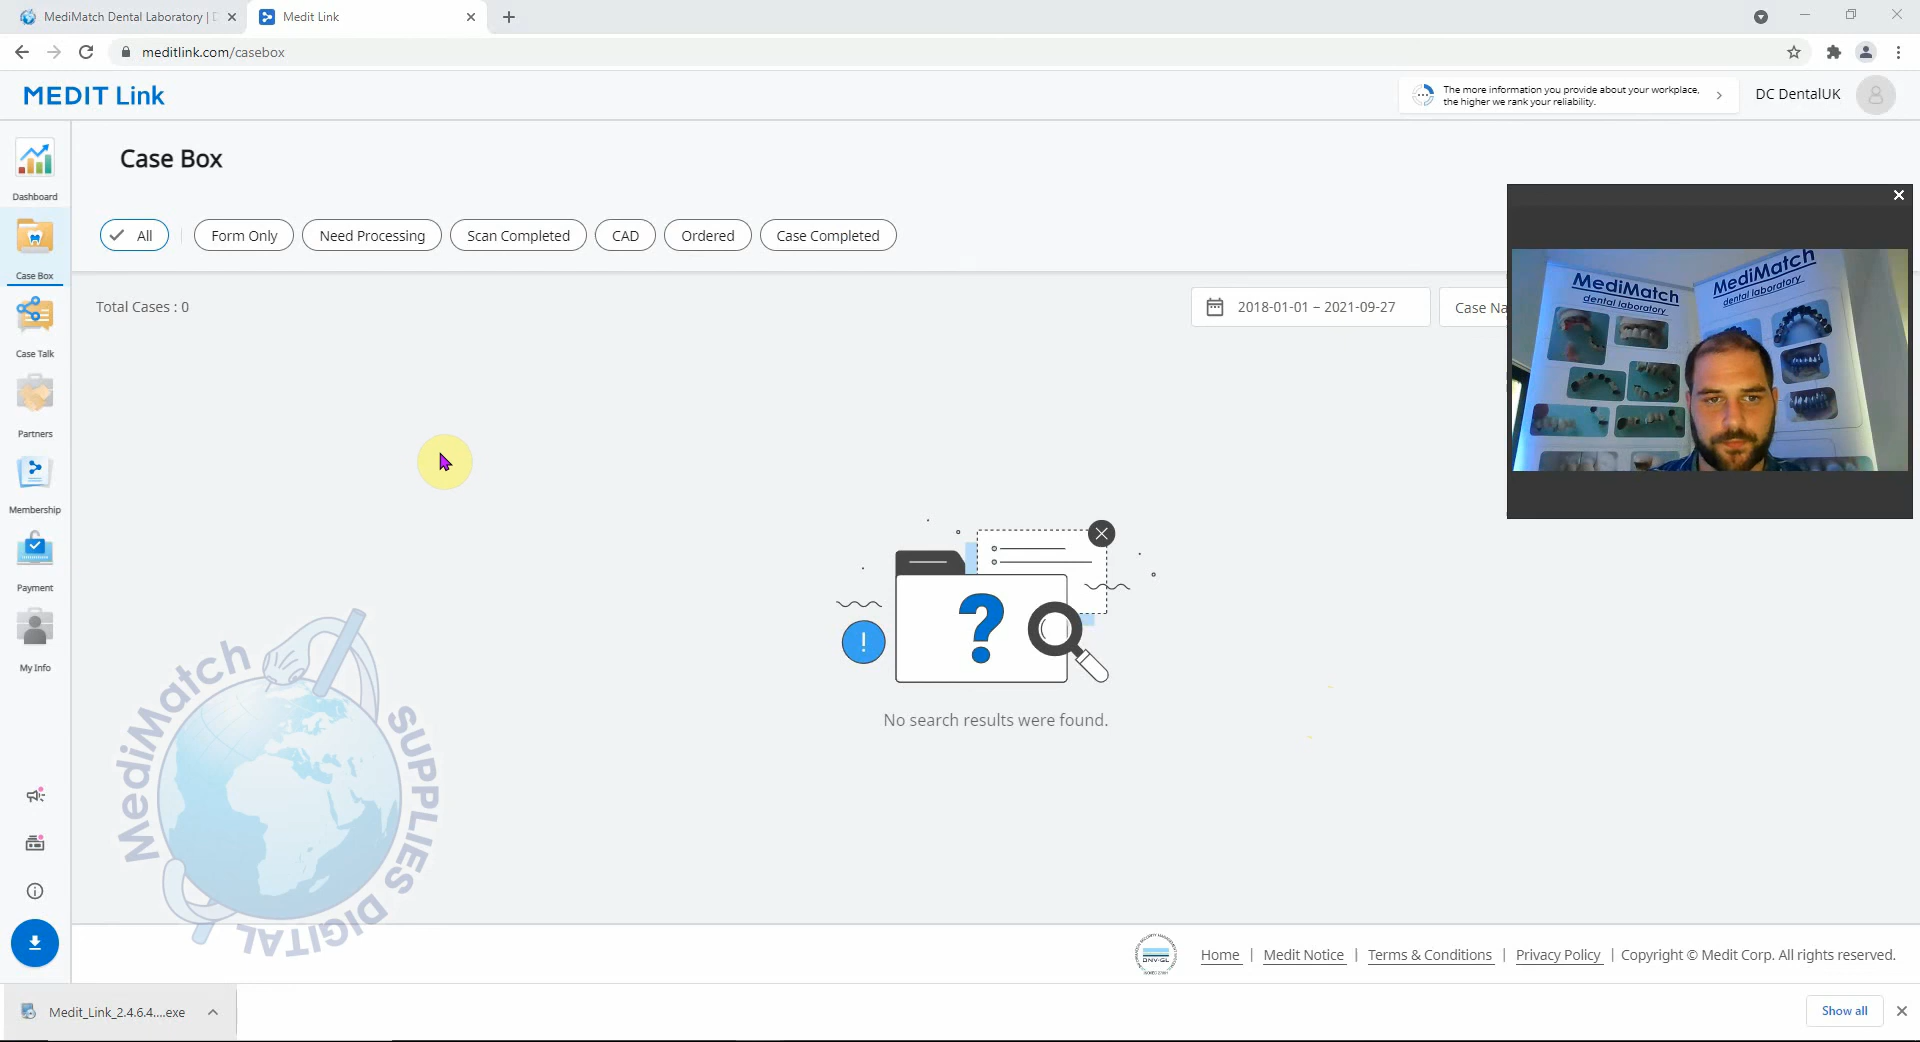 MediMatch Dental Laboratory | D
Medit Link
meditlink.com/casebox
MEDIT Link
The more information you provide about your workplace,
the higher we rank your reliability.
DC DentalUK
Dashboard
Case Box
Case Talk
Partners
Membership
Payment
My Info
Case Box
All
Form Only
Need Processing
Scan Completed
CAD
Ordered
Case Completed
Total Cases : 0
2018-01-01 – 2021-09-27
Case Na
MediMatch
dental laboratory
MediMatch
dental laboratory
?
!
No search results were found.
MediMatch
SUPPLIES DIGITAL
DNV·GL
Home | Medit Notice | Terms & Conditions | Privacy Policy | Copyright © Medit Corp. All rights reserved.
Medit_Link_2.4.6.4....exe
Show all